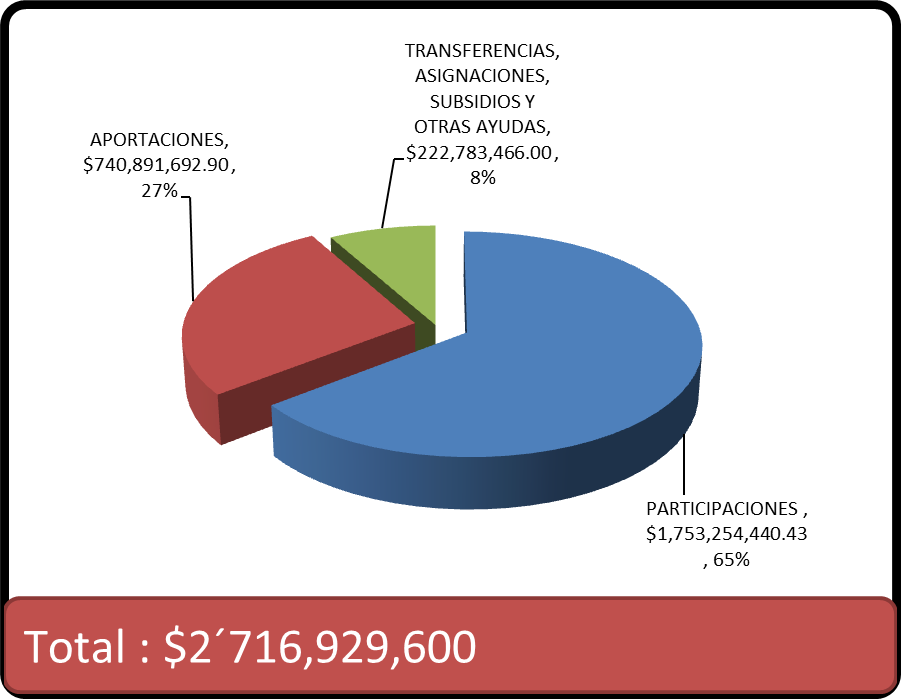 TRANSFERENCIAS,
ASIGNACIONES,
SUBSIDIOS Y
OTRAS AYUDAS,
$222,783,466.00,
8%
APORTACIONES,
$740,891,692.90,
27%
PARTICIPACIONES ,
$1,753,254,440.43
, 65%
Total : $2´716,929,600